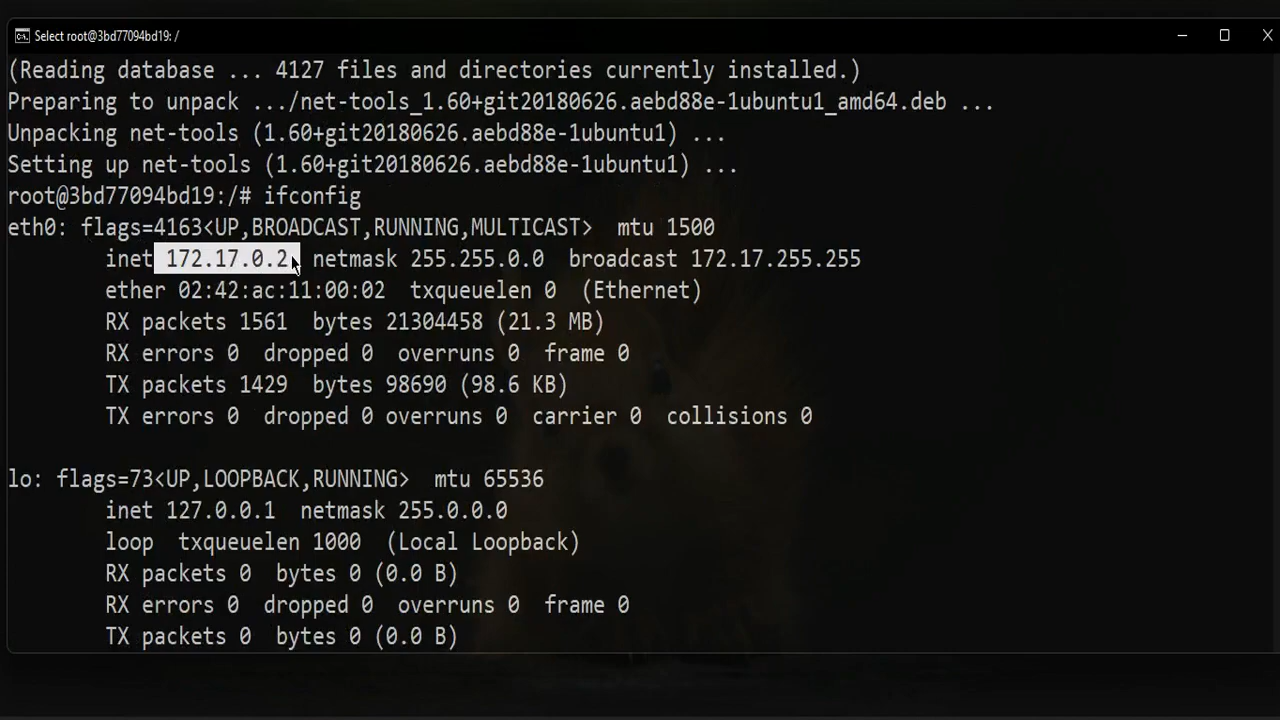 Select root@3bd77094bd19: /
(Reading database ... 4127 files and directories currently installed.)
Preparing to unpack .../net-tools_1.60+git20180626.aebd88e-1ubuntu1_amd64.deb ...
Unpacking net-tools (1.60+git20180626.aebd88e-1ubuntu1) ...
Setting up net-tools (1.60+git20180626.aebd88e-1ubuntu1) ...
root@3bd77094bd19:/# ifconfig
eth0: flags=4163<UP,BROADCAST,RUNNING,MULTICAST>  mtu 1500
        inet 172.17.0.2  netmask 255.255.0.0  broadcast 172.17.255.255
        ether 02:42:ac:11:00:02  txqueuelen 0  (Ethernet)
        RX packets 1561  bytes 21304458 (21.3 MB)
        RX errors 0  dropped 0  overruns 0  frame 0
        TX packets 1429  bytes 98690 (98.6 KB)
        TX errors 0  dropped 0 overruns 0  carrier 0  collisions 0
lo: flags=73<UP,LOOPBACK,RUNNING>  mtu 65536
        inet 127.0.0.1  netmask 255.0.0.0
        loop  txqueuelen 1000  (Local Loopback)
        RX packets 0  bytes 0 (0.0 B)
        RX errors 0  dropped 0  overruns 0  frame 0
        TX packets 0  bytes 0 (0.0 B)